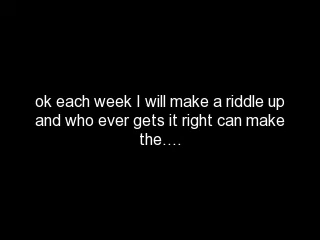 ok each week I will make a riddle up
and who ever gets it right can make
the....